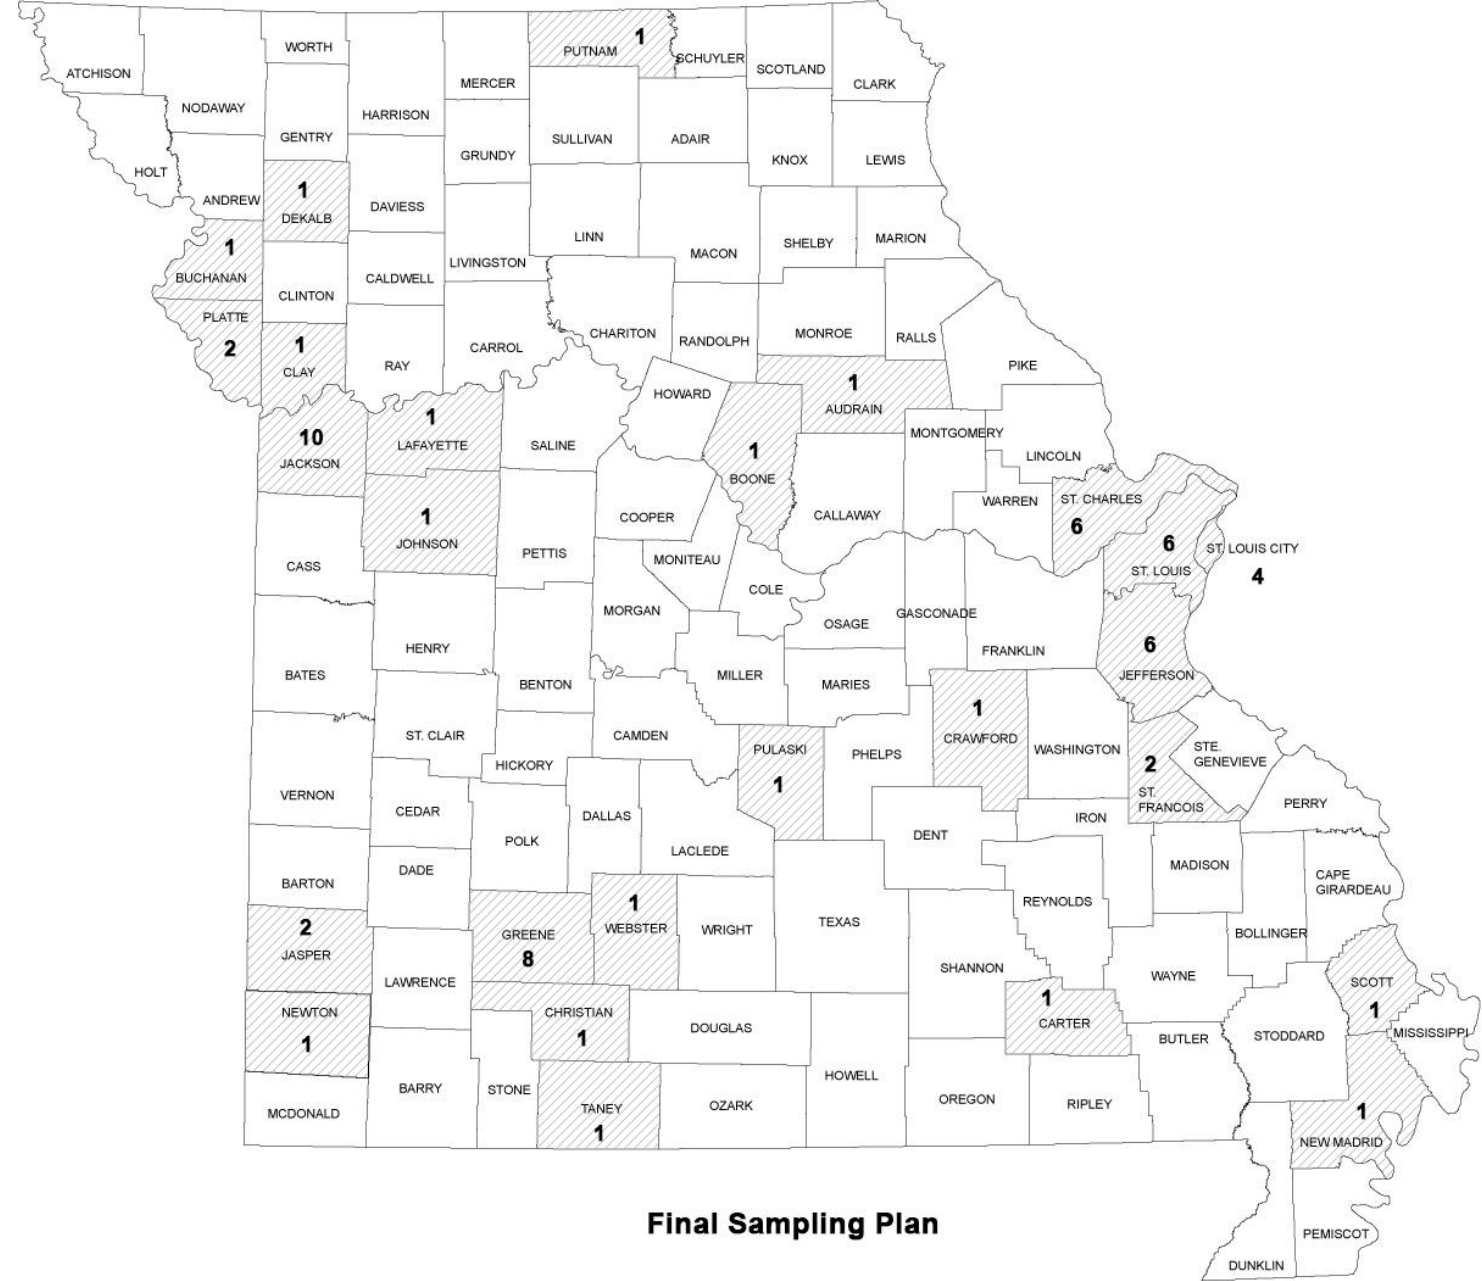 WORTH
PUTNAM
1
SCHUYLER
SCOTLAND
ATCHISON
MERCER
CLARK
NODAWAY
HARRISON
GENTRY
SULLIVAN
ADAIR
GRUNDY
KNOX
LEWIS
HOLT
ANDREW
1
DEKALB
DAVIESS
LINN
MACON
SHELBY
MARION
1
BUCHANAN
LIVINGSTON
CALDWELL
CLINTON
PLATTE
2
1
CLAY
RAY
CARROL
CHARITON
RANDOLPH
MONROE
RALLS
PIKE
HOWARD
1
AUDRAIN
10
JACKSON
1
LAFAYETTE
SALINE
1
BOONE
MONTGOMERY
LINCOLN
WARREN
ST. CHARLES
6
1
JOHNSON
COOPER
CALLAWAY
6
ST. LOUIS
ST. LOUIS CITY
4
CASS
PETTIS
MONITEAU
COLE
MORGAN
OSAGE
GASCONADE
FRANKLIN
6
JEFFERSON
HENRY
BATES
BENTON
MILLER
MARIES
ST. CLAIR
CAMDEN
PULASKI
1
PHELPS
1
CRAWFORD
WASHINGTON
2
ST.
FRANCOIS
STE.
GENEVIEVE
HICKORY
VERNON
CEDAR
DALLAS
PERRY
IRON
POLK
LACLEDE
DENT
BARTON
DADE
MADISON
CAPE
GIRARDEAU
REYNOLDS
2
JASPER
GREENE
8
1
WEBSTER
WRIGHT
TEXAS
BOLLINGER
LAWRENCE
SHANNON
WAYNE
SCOTT
1
NEWTON
1
CHRISTIAN
1
DOUGLAS
1
CARTER
BUTLER
STODDARD
MISSISSIPPI
BARRY
STONE
HOWELL
MCDONALD
TANEY
1
OZARK
OREGON
RIPLEY
1
NEW MADRID
Final Sampling Plan
PEMISCOT
DUNKLIN